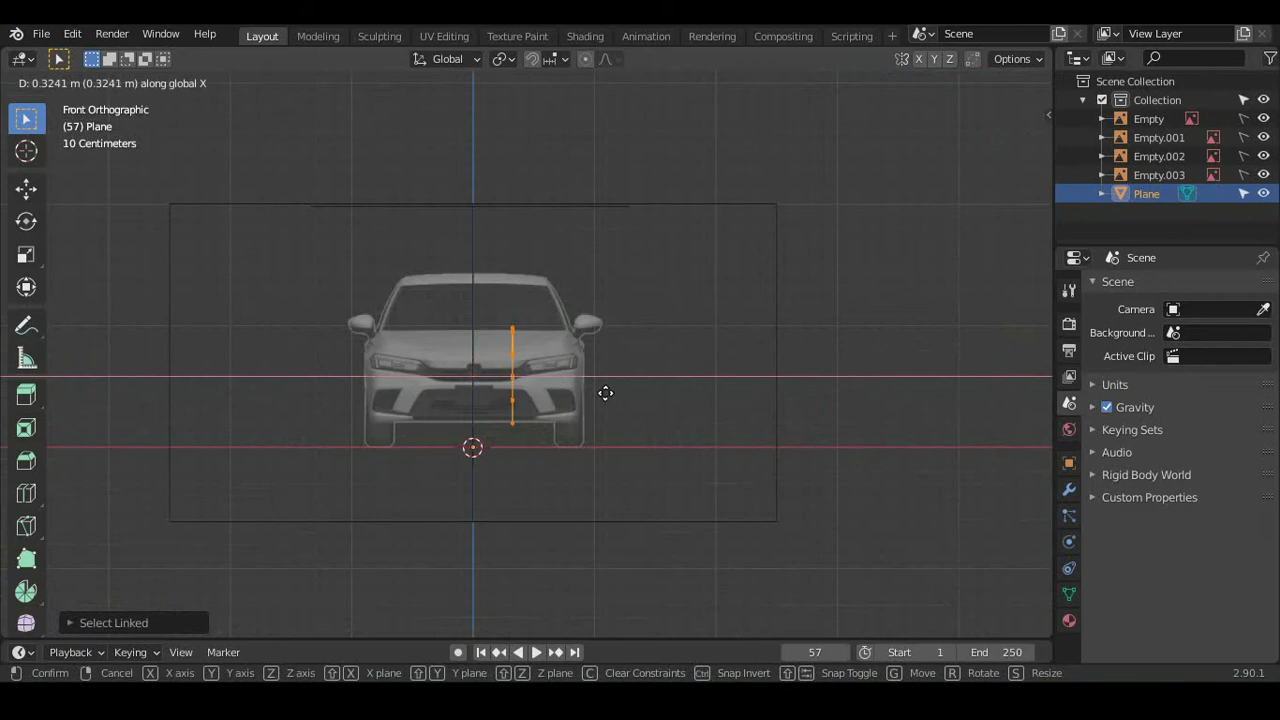 File Edit Render Window Help Layout Modeling Sculpting UV Editing Texture Paint Shading Animation Rendering Compositing Scripting + Scene View Layer
Global X Y Z Options
D: 0.3241 m (0.3241 m) along global X
Scene Collection
Front Orthographic
Collection
(57) Plane
Empty
10 Centimeters
Empty.001
Empty.002
Empty.003
Plane
Scene
Scene
Camera
Background ...
Active Clip
Units
Gravity
Keying Sets
Audio
Rigid Body World
Custom Properties
Select Linked
Playback Keying View Marker 57 Start 1 End 250
Confirm Cancel X X axis Y Y axis Z Z axis X X plane Y Y plane Z Z plane C Clear Constraints Ctrl Snap Invert Snap Toggle G Move R Rotate S Resize 2.90.1